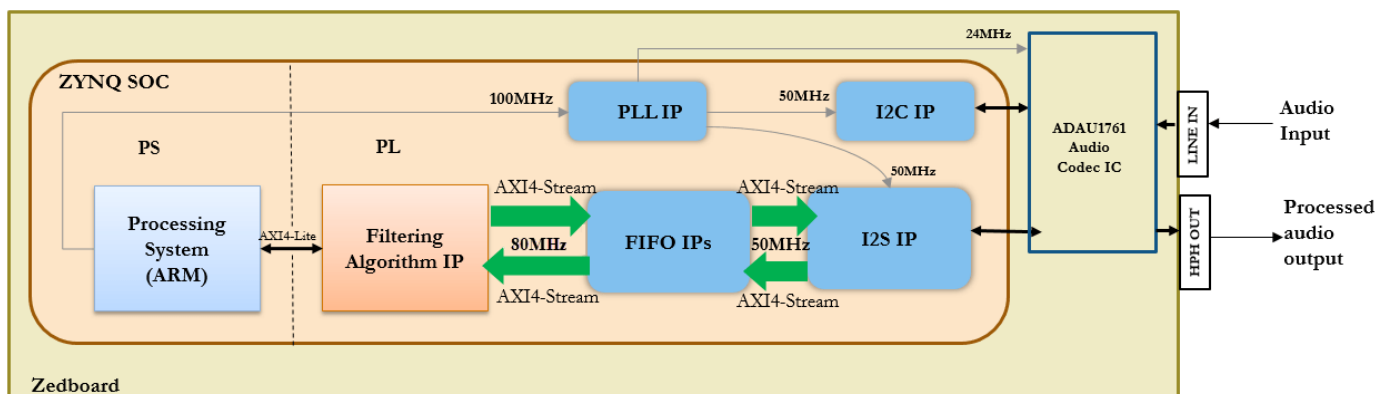 24MHz
ZYNQ SOC
100MHz
PLL IP
50MHz
I2C IP
ADAU1761
Audio
Codec IC
LINE IN
Audio
Input
PS
PL
50MHz
AXI4-Stream
AXI4-Stream
Processing
System
(ARM)
AXI4-Lite
Filtering
Algorithm IP
80MHz
FIFO IPs
50MHz
I2S IP
HPH OUT
Processed
audio
output
AXI4-Stream
AXI4-Stream
Zedboard